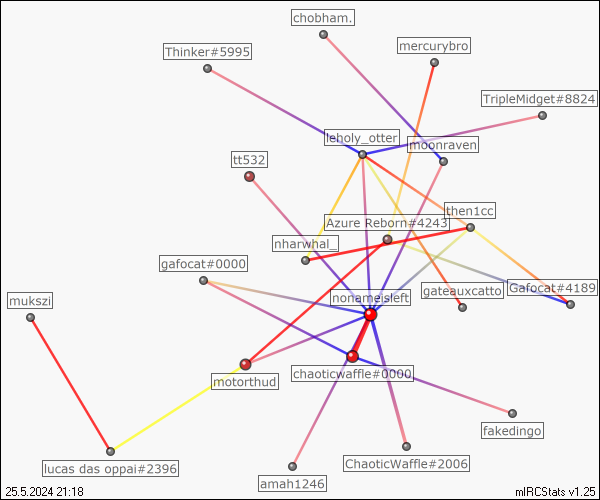 chobham.
mercurybro
Thinker#5995
TripleMidget#8824
leholy_otter
moonraven
tt532
then1cc
Azure Reborn#4243
nharwhal_
gafocat#0000
mukszi
nonameisleft
gateauxcatto
Gafocat#4189
chaoticwaffle#0000
motorthud
fakedingo
lucas das oppai#2396
ChaoticWaffle#2006
amah1246
25.5.2024 21:18
mIRCStats v1.25